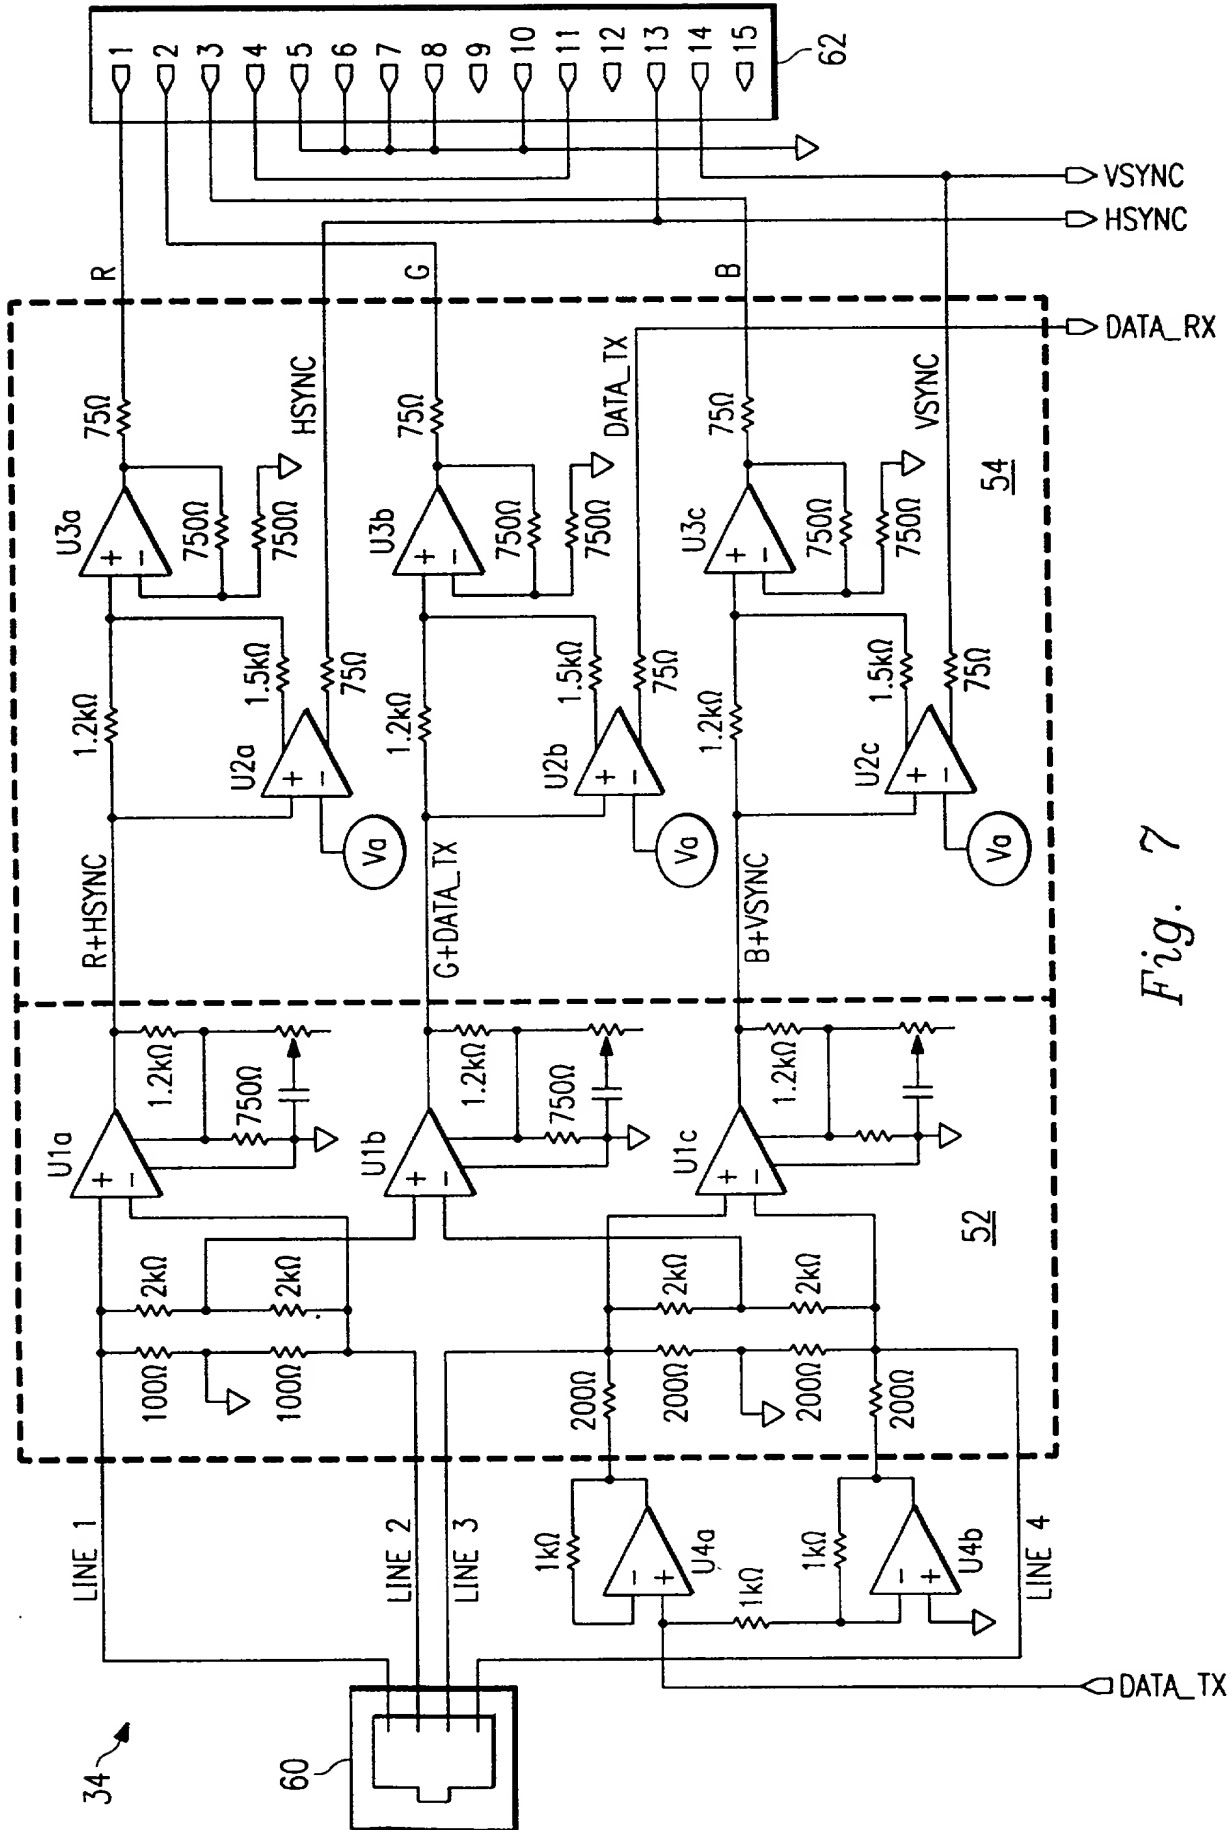 34
60
LINE 1
LINE 2
LINE 3
LINE 4
DATA_TX
1kΩ
U4a
1kΩ
1kΩ
U4b
100Ω
100Ω
2kΩ
2kΩ
200Ω
200Ω
200Ω
200Ω
2kΩ
2kΩ
52
U1a
+
−
1.2kΩ
750Ω
U1b
+
−
1.2kΩ
750Ω
U1c
+
−
1.2kΩ
−
+
−
+
R+HSYNC
G+DATA_TX
B+VSYNC
Va
U2a
+
−
1.2kΩ
1.5kΩ
75Ω
HSYNC
U3a
+
−
750Ω
750Ω
75Ω
R
Va
U2b
+
−
1.2kΩ
1.5kΩ
75Ω
DATA_TX
U3b
+
−
750Ω
750Ω
75Ω
G
Va
U2c
+
−
1.2kΩ
1.5kΩ
75Ω
VSYNC
U3c
+
−
750Ω
750Ω
75Ω
B
54
DATA_RX
HSYNC
VSYNC
1
2
3
4
5
6
7
8
9
10
11
12
13
14
15
62
Fig. 7